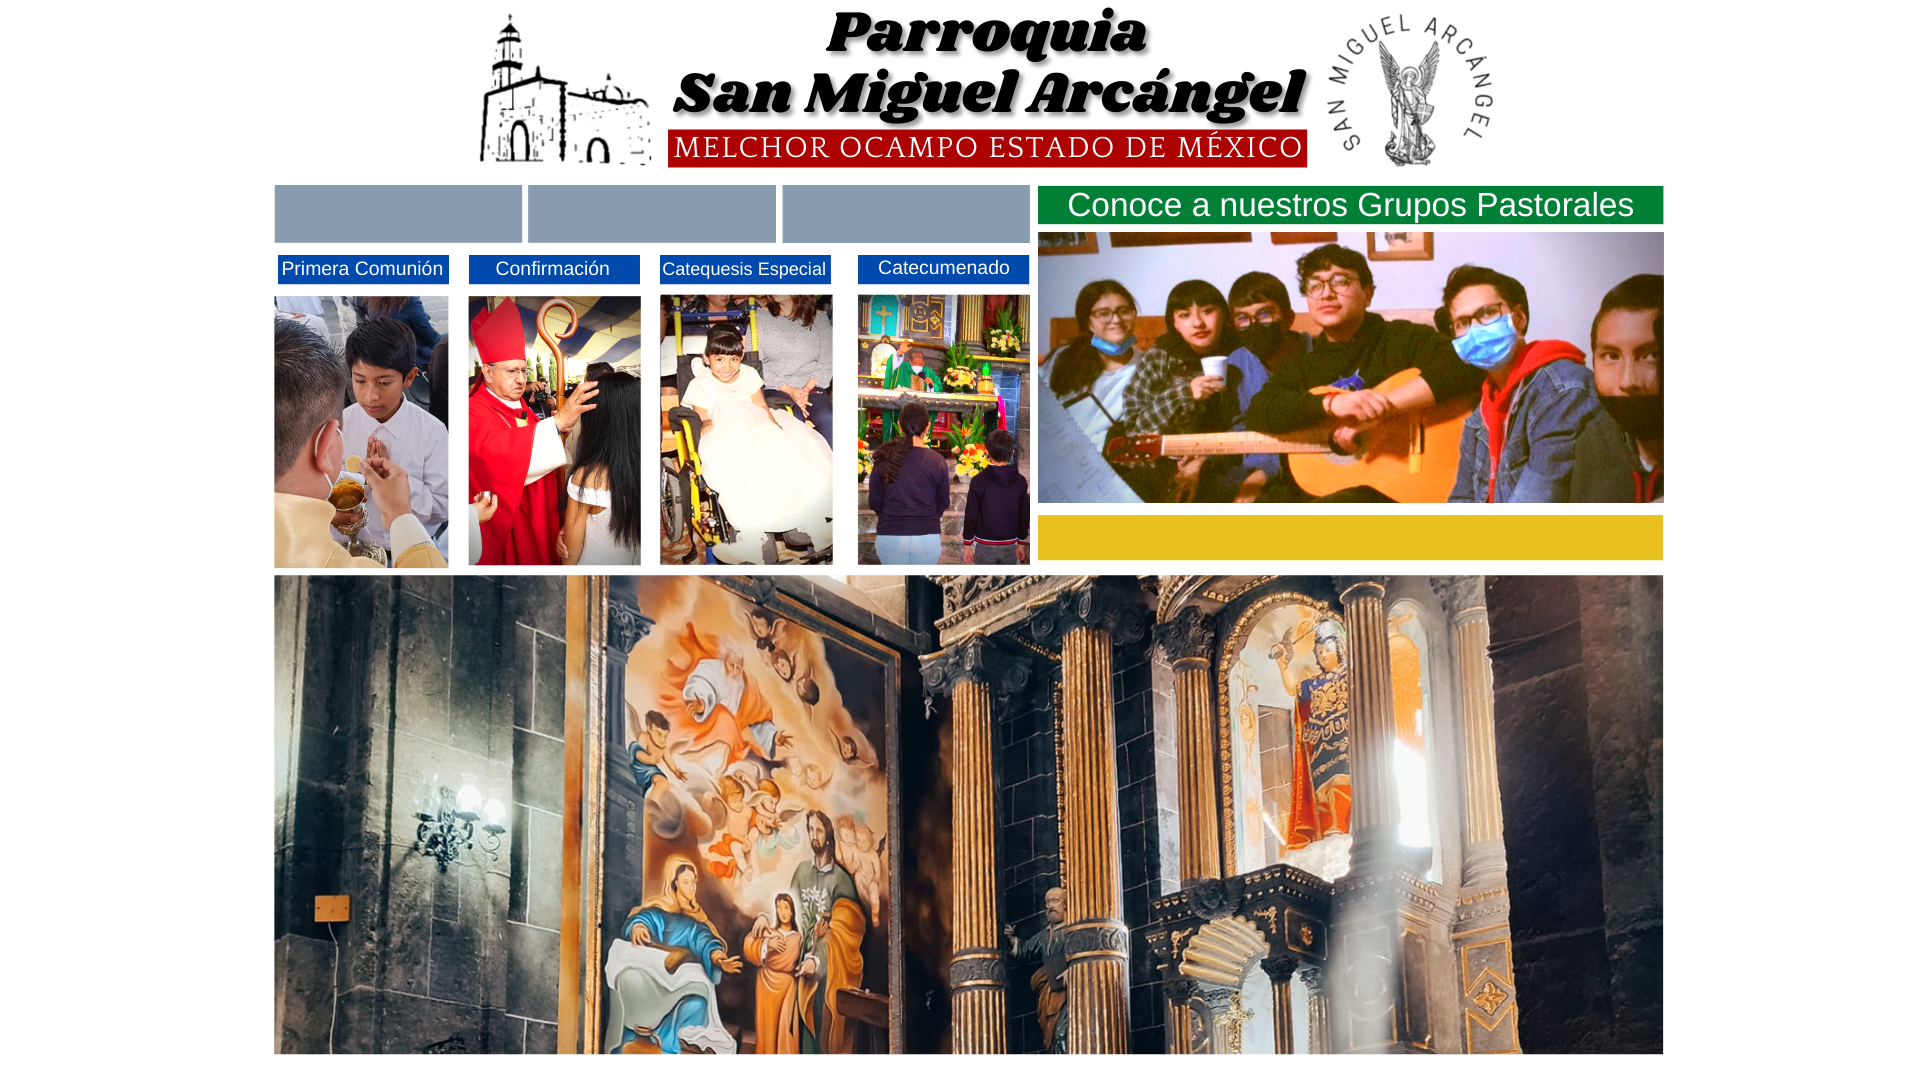 Parroquia
San Miguel Arcángel
MELCHOR OCAMPO ESTADO DE MÉXICO
SAN MIGUEL ARCÁNGEL
Conoce a nuestros Grupos Pastorales
Primera Comunión
Confirmación
Catequesis Especial
Catecumenado